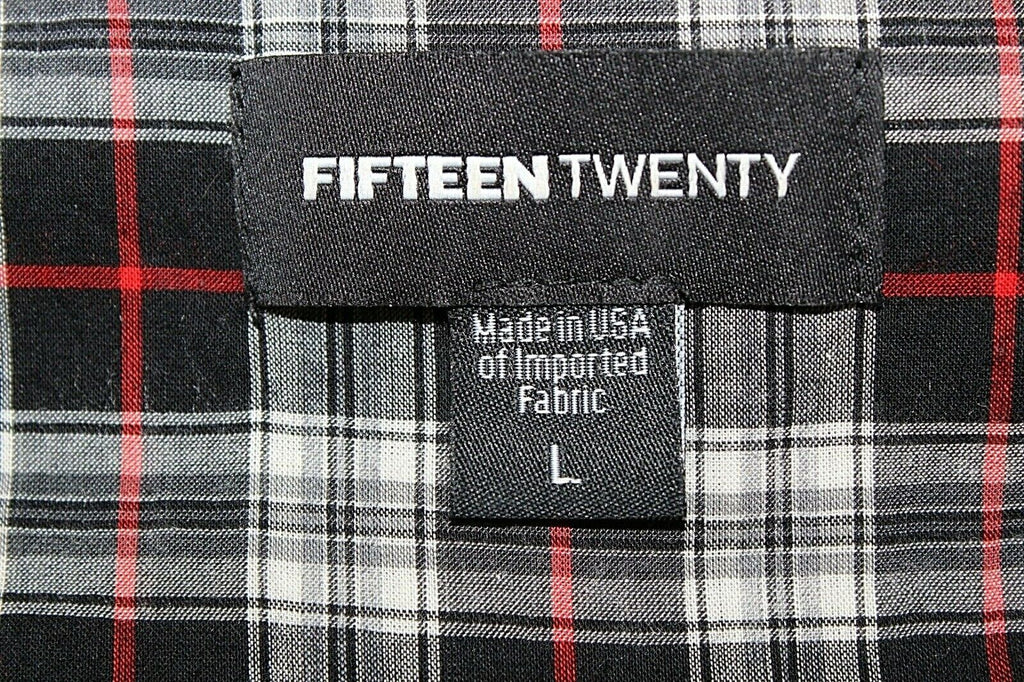 FIFTEEN TWENTY
Made in USA
of Imported
Fabric
L